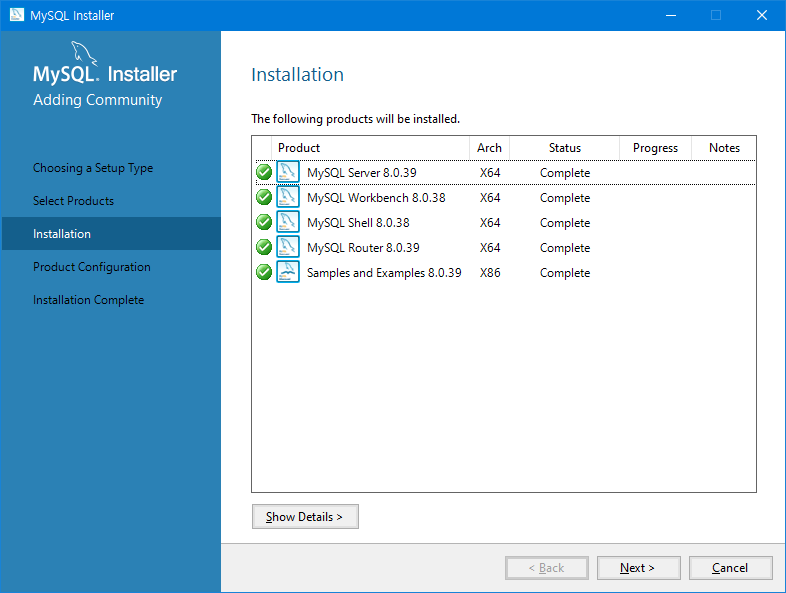 MySQL Installer
MySQL. Installer
Adding Community
Choosing a Setup Type
Select Products
Installation
Product Configuration
Installation Complete
Installation
The following products will be installed.
Product Arch Status Progress Notes
MySQL Server 8.0.39 X64 Complete
MySQL Workbench 8.0.38 X64 Complete
MySQL Shell 8.0.38 X64 Complete
MySQL Router 8.0.39 X64 Complete
Samples and Examples 8.0.39 X86 Complete
Show Details >
< Back Next > Cancel